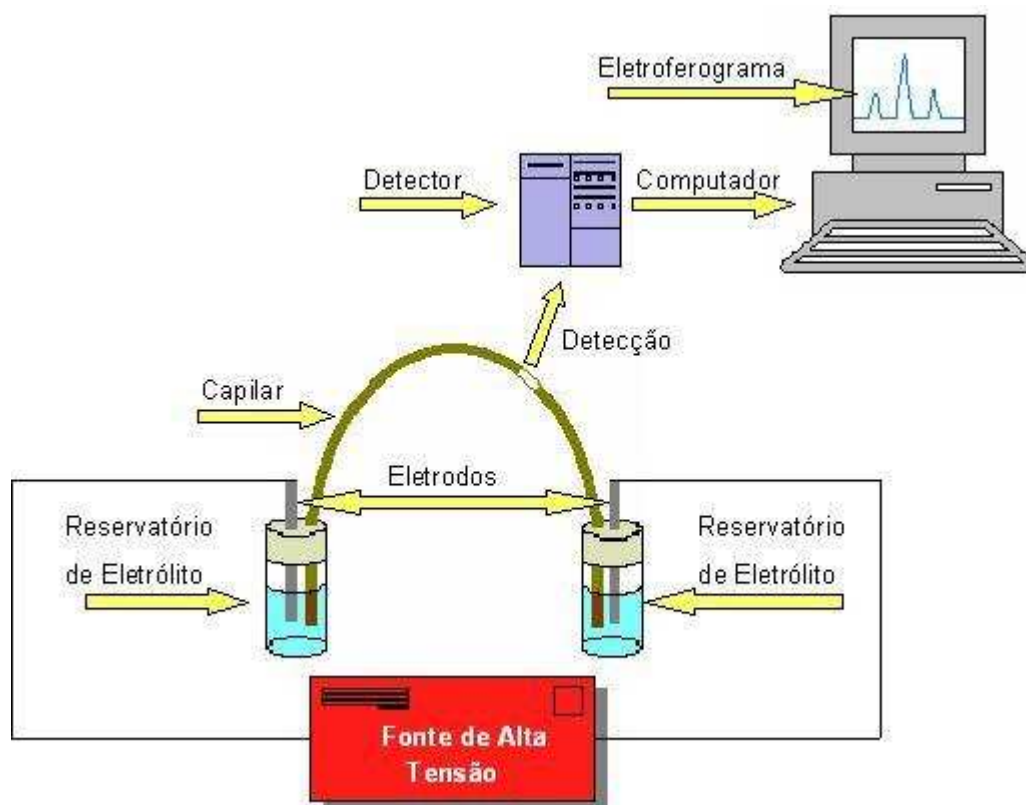 Eletroferograma
Detector
Computador
Detecção
Capilar
Eletrodos
Reservatório
de Eletrólito
Reservatório
de Eletrólito
Fonte de Alta
Tensão